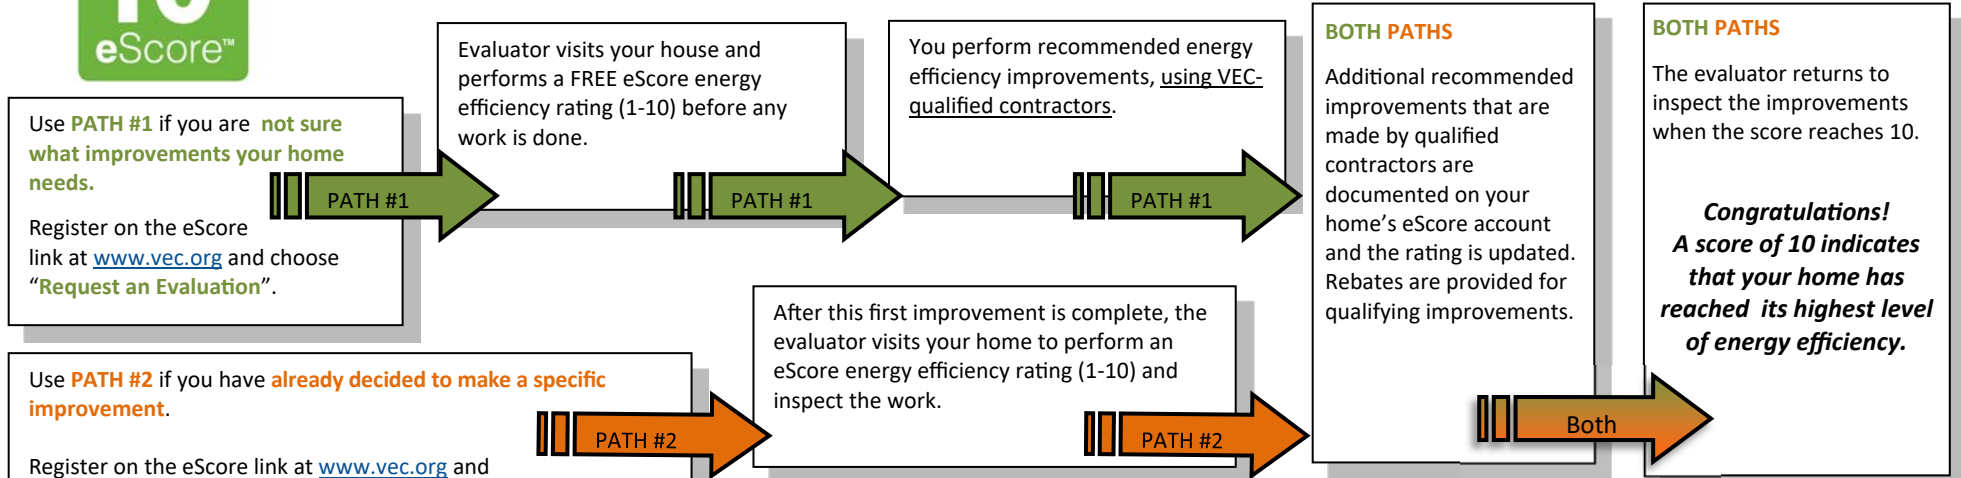 10
eScore™
Use PATH #1 if you are not sure
what improvements your home
needs.
Register on the eScore
link at www.vec.org and choose
“Request an Evaluation”.
PATH #1
Evaluator visits your house and
performs a FREE eScore energy
efficiency rating (1-10) before any
work is done.
PATH #1
You perform recommended energy
efficiency improvements, using VEC-
qualified contractors.
PATH #1
Use PATH #2 if you have already decided to make a specific
improvement.
Register on the eScore link at www.vec.org and
PATH #2
After this first improvement is complete, the
evaluator visits your home to perform an
eScore energy efficiency rating (1-10) and
inspect the work.
PATH #2
BOTH PATHS
Additional recommended
improvements that are
made by qualified
contractors are
documented on your
home’s eScore account
and the rating is updated.
Rebates are provided for
qualifying improvements.
Both
BOTH PATHS
The evaluator returns to
inspect the improvements
when the score reaches 10.
Congratulations!
A score of 10 indicates
that your home has
reached its highest level
of energy efficiency.